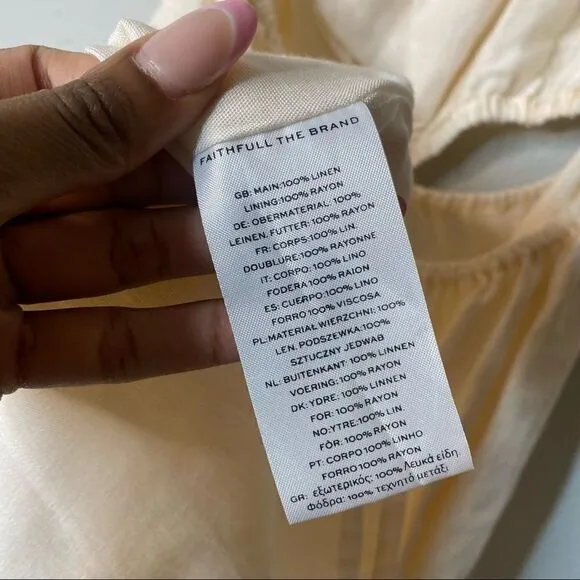 FAITHFULL THE BRAND
GB: MAIN:100% LINEN
LINING:100% RAYON
DE: OBERMATERIAL. 100%
LEINEN. FUTTER: 100% RAYON
FR: CORPS:100% LIN.
DOUBLURE: 100% RAYONNE
IT: CORPO: 100% LINO
FODERA 100% RAION
ES: CUERPO: 100% LINO
FORRO 100% VISCOSA
PL:MATERIAŁ WIERZCHNI: 100%
LEN. PODSZEWKA: 100%
SZTUCZNY JEDWAB
NL: BUITENKANT: 100% LINNEN
VOERING: 100% RAYON
DK: YDRE: 100% LINNEN
FOR: 100% RAYON
NO:YTRE: 100% LIN.
FÔR: 100% RAYON
PT: CORPO 100% LINHO
FORRO 100% RAYON
GR: εξωτερικός: 100% Λευκά είδη.
Φόδρα: 100% τεχνητό μετάξι